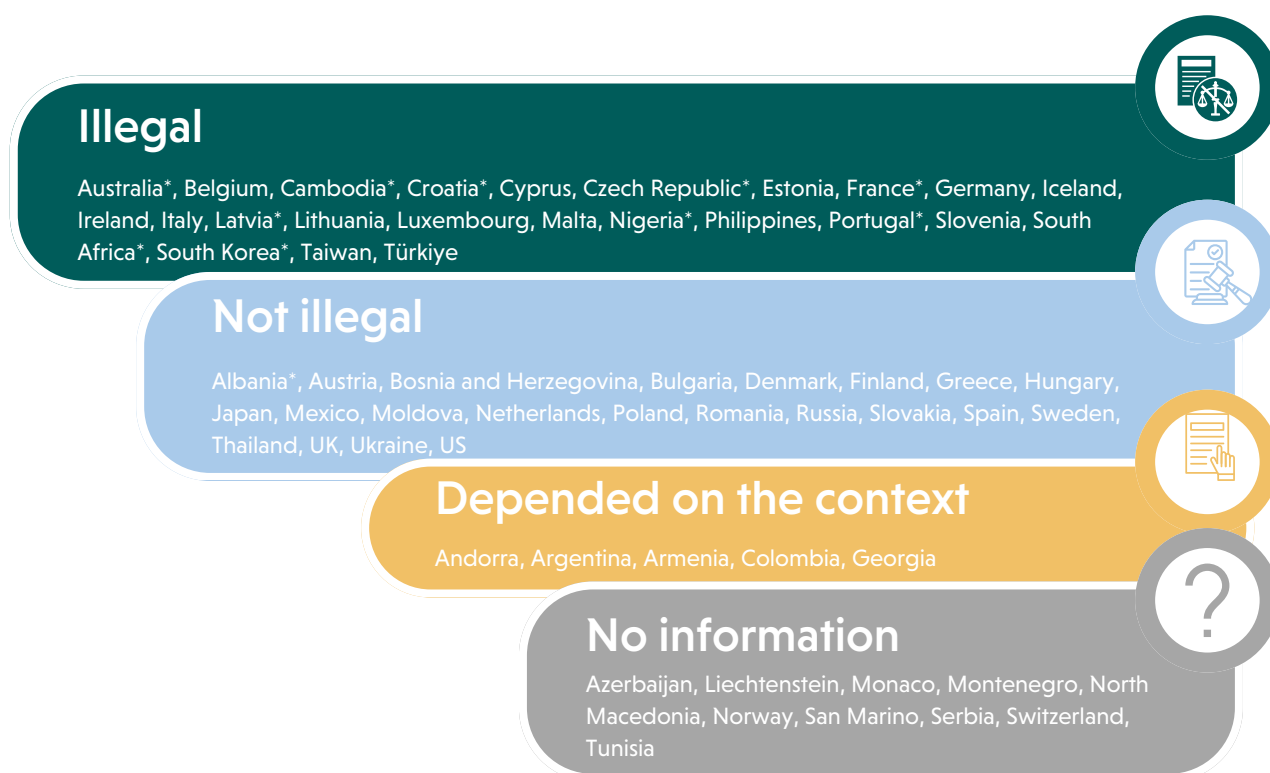 Illegal
Australia*, Belgium, Cambodia*, Croatia*, Cyprus, Czech Republic*, Estonia, France*, Germany, Iceland,
Ireland, Italy, Latvia*, Lithuania, Luxembourg, Malta, Nigeria*, Philippines, Portugal*, Slovenia, South
Africa*, South Korea*, Taiwan, Türkiye
Not illegal
Albania*, Austria, Bosnia and Herzegovina, Bulgaria, Denmark, Finland, Greece, Hungary,
Japan, Mexico, Moldova, Netherlands, Poland, Romania, Russia, Slovakia, Spain, Sweden,
Thailand, UK, Ukraine, US
Depended on the context
Andorra, Argentina, Armenia, Colombia, Georgia
?
No information
Azerbaijan, Liechtenstein, Monaco, Montenegro, North
Macedonia, Norway, San Marino, Serbia, Switzerland,
Tunisia